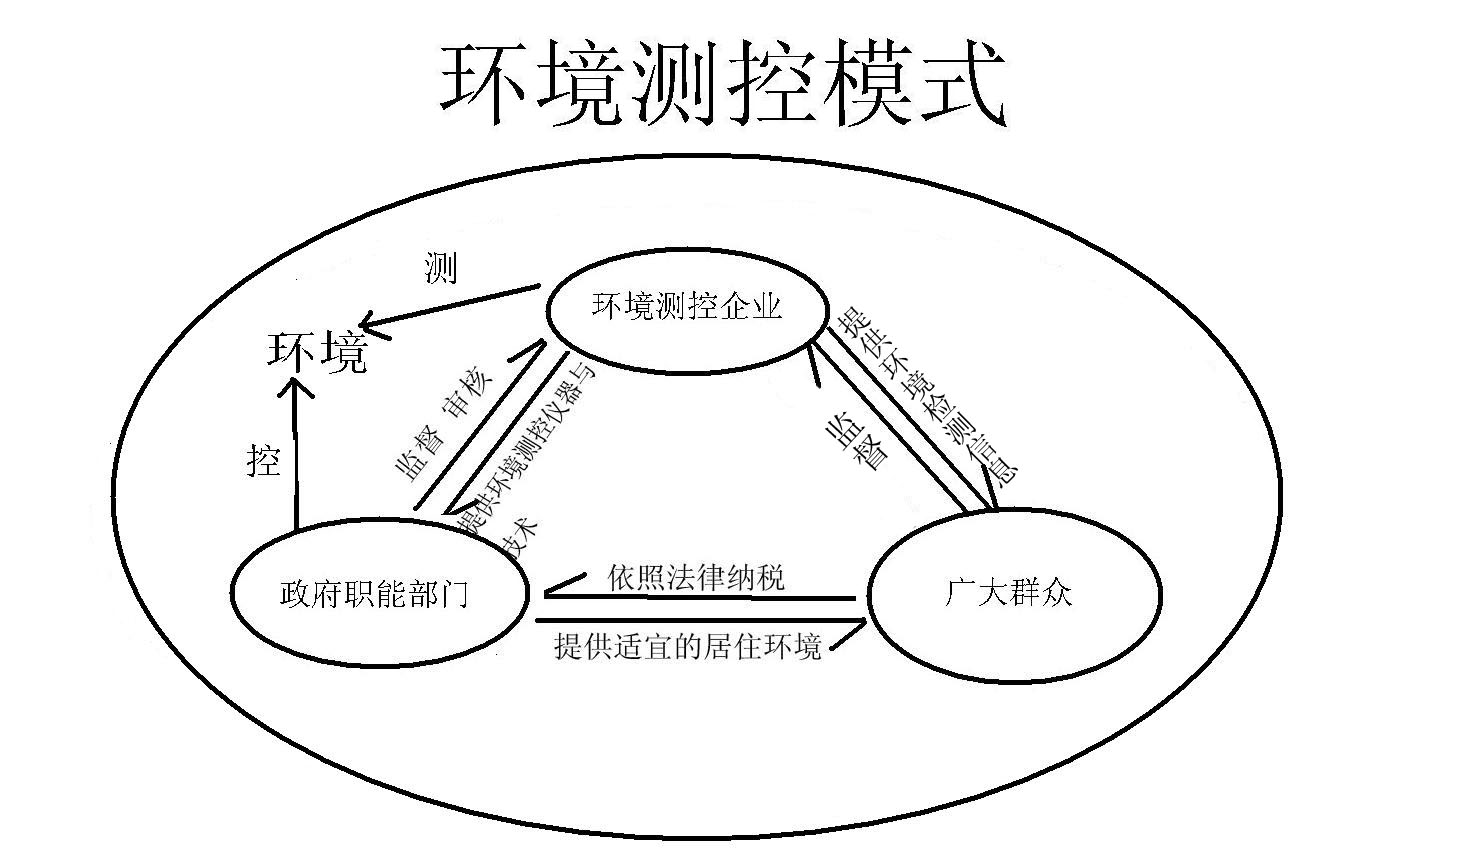 环境测控模式
测
环境测控企业
环境
控
监督 审核
提供环境测控仪器与
技术
提供环境检测信息
监督
政府职能部门
依照法律纳税
提供适宜的居住环境
广大群众